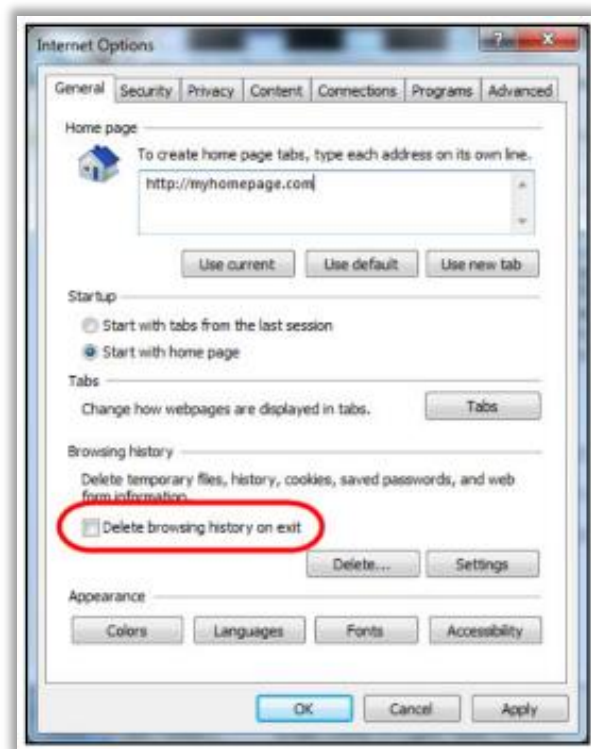 Internet Options
General Security Privacy Content Connections Programs Advanced
Home page
To create home page tabs, type each address on its own line.
http://myhomepage.com
Use current Use default Use new tab
Startup
Start with tabs from the last session
Start with home page
Tabs
Change how webpages are displayed in tabs. Tabs
Browsing history
Delete temporary files, history, cookies, saved passwords, and web
form information.
Delete browsing history on exit
Delete... Settings
Appearance
Colors Languages Fonts Accessibility
OK Cancel Apply